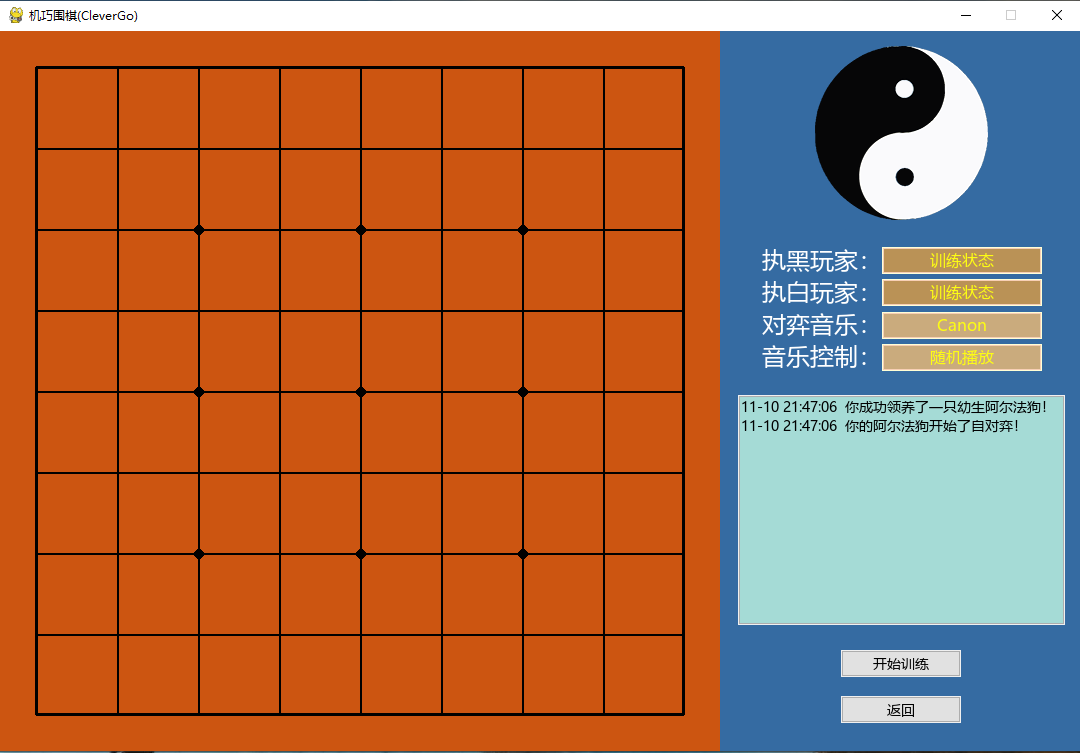 机巧围棋(CleverGo)
执黑玩家： 训练状态
执白玩家： 训练状态
对弈音乐： Canon
音乐控制： 随机播放
11-10 21:47:06 你成功领养了一只幼生阿尔法狗！
11-10 21:47:06 你的阿尔法狗开始了自对弈！
开始训练
返回